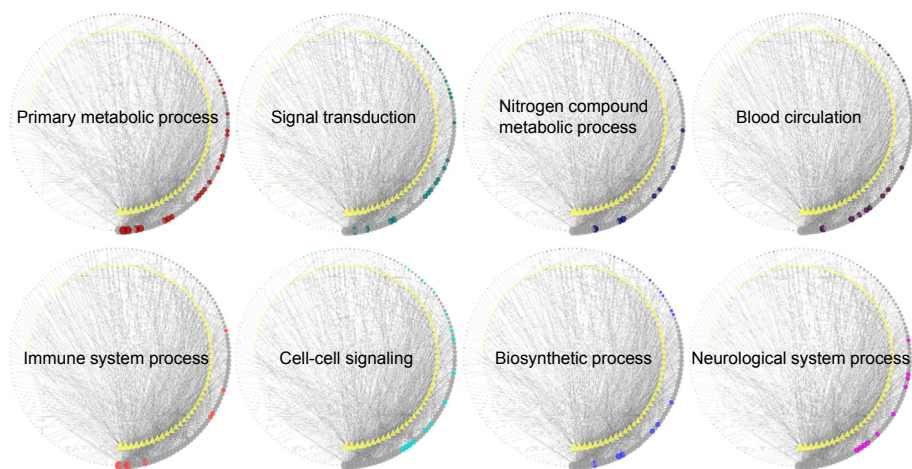 Primary metabolic process
Signal transduction
Nitrogen compound
metabolic process
Blood circulation
Immune system process
Cell-cell signaling
Biosynthetic process
Neurological system process